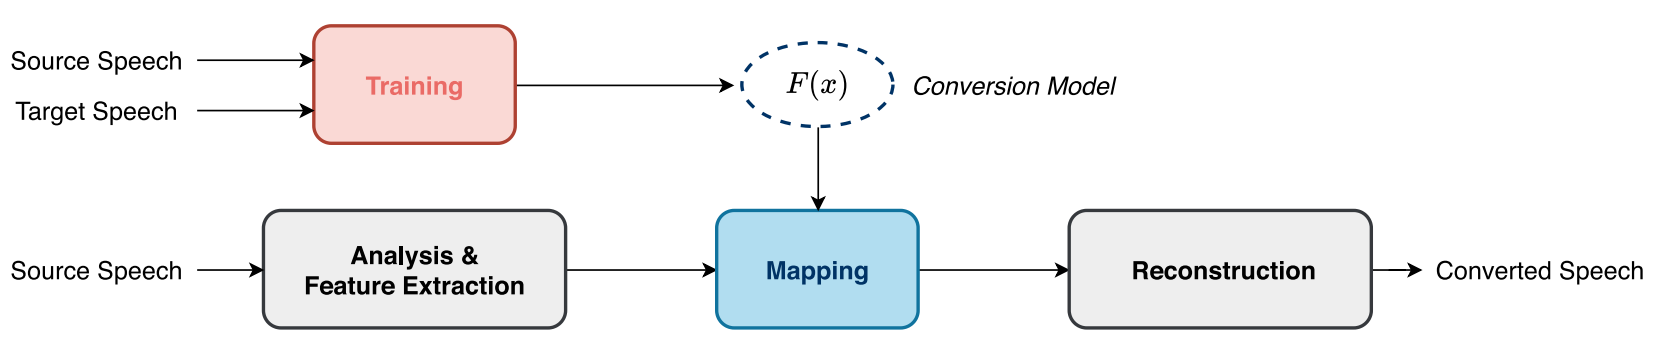 Source Speech
Target Speech
Training
F(x)
Conversion Model
Source Speech
Analysis &
Feature Extraction
Mapping
Reconstruction
Converted Speech